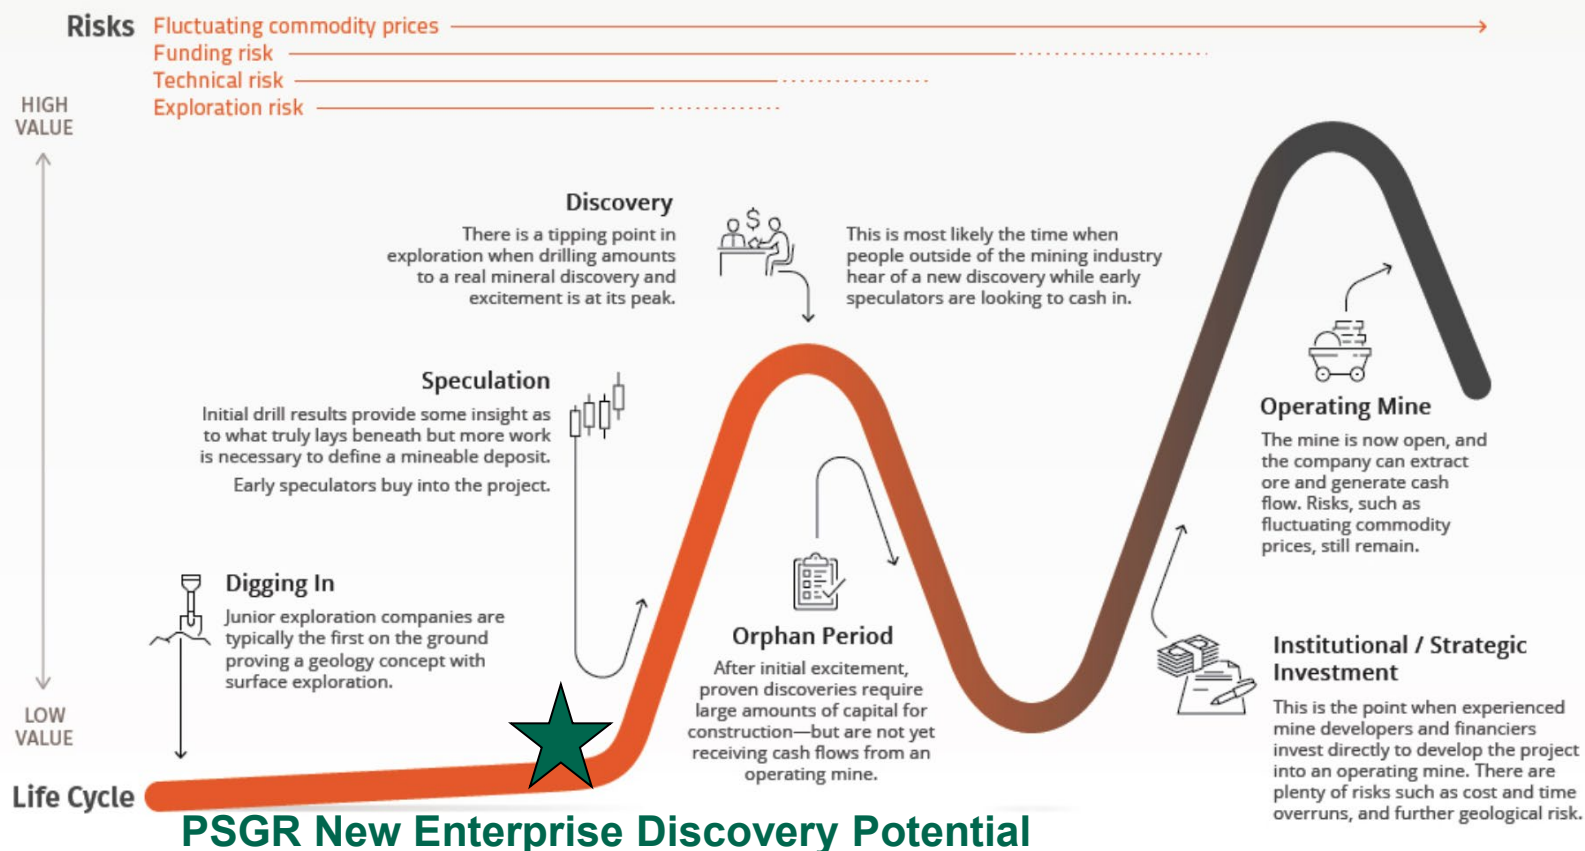 Risks
Fluctuating commodity prices
Funding risk
Technical risk
Exploration risk
HIGH
VALUE
Discovery
There is a tipping point in
exploration when drilling amounts
to a real mineral discovery and
excitement is at its peak.
$
This is most likely the time when
people outside of the mining industry
hear of a new discovery while early
speculators are looking to cash in.
Speculation
Initial drill results provide some insight as
to what truly lays beneath but more work
is necessary to define a mineable deposit.
Early speculators buy into the project.
Operating Mine
The mine is now open, and
the company can extract
ore and generate cash
flow. Risks, such as
fluctuating commodity
prices, still remain.
Digging In
Junior exploration companies are
typically the first on the ground
proving a geology concept with
surface exploration.
Orphan Period
After initial excitement,
proven discoveries require
large amounts of capital for
construction—but are not yet
receiving cash flows from an
operating mine.
Institutional / Strategic
Investment
This is the point when experienced
mine developers and financiers
invest directly to develop the project
into an operating mine. There are
plenty of risks such as cost and time
overruns, and further geological risk.
LOW
VALUE
Life Cycle
PSGR New Enterprise Discovery Potential